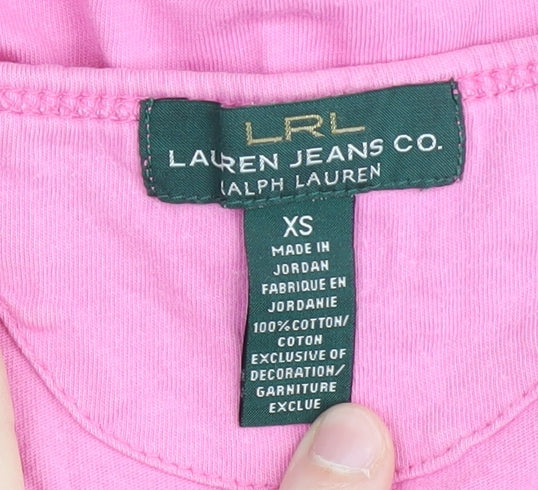 LRL
LAUREN JEANS CO.
RALPH LAUREN
XS
MADE IN
JORDAN
FABRIQUE EN
JORDANIE
100% COTTON/
COTON
EXCLUSIVE OF
DECORATION/
GARNITURE
EXCLUE